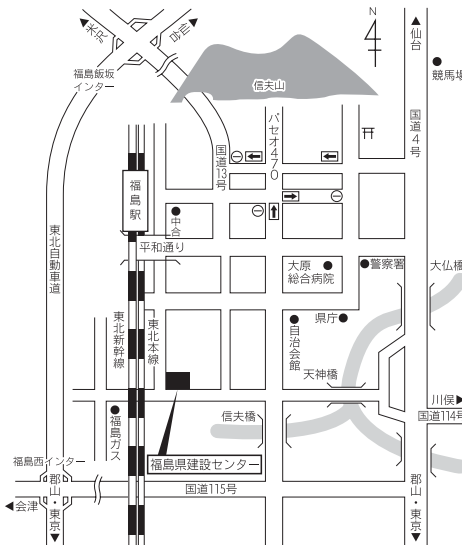 N
▲仙台
米沢
仙台
競馬場
福島飯坂
インター
信夫山
パセオ470
国道4号
国道13号
福島駅
中合
平和通り
東北自動車道
大原
総合病院
警察署
大仏橋
東北新幹線
東北本線
自治会館
県庁
天神橋
川俣▶
国道114号
福島ガス
信夫橋
福島西インター
福島県建設センター
郡山・東京▼
国道115号
◀会津
郡山・東京▼